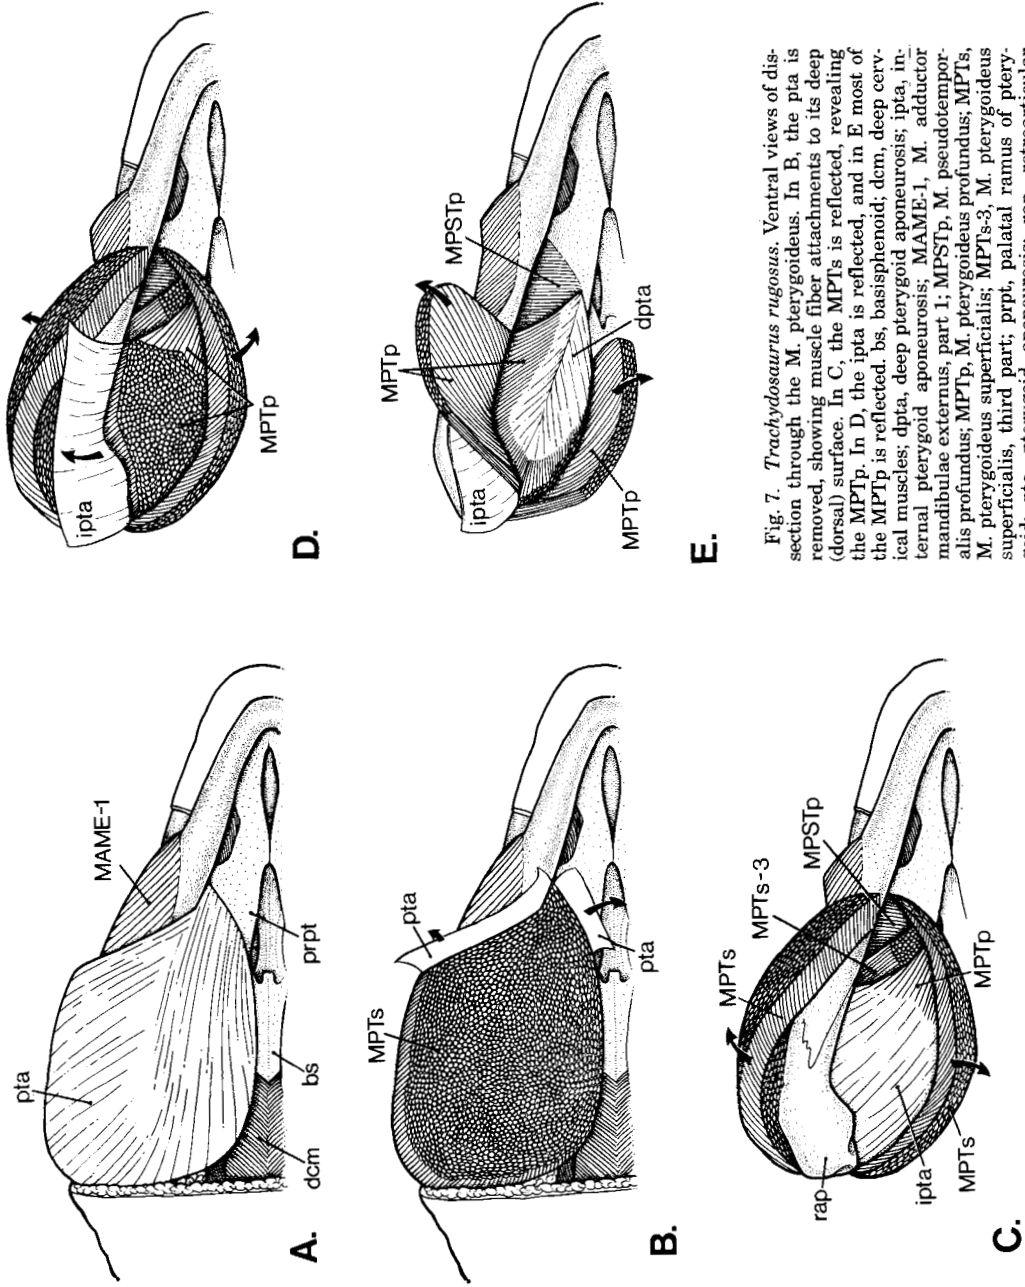 pta
MAME-1
dcm
bs
prpt
A.
MPTs
pta
pta
B.
MPTs
MPTs-3
MPSTp
rap
ipta
MPTs
MPTp
C.
ipta
MPTp
D.
MPTp
MPSTp
ipta
MPTp
dpta
E.
Fig. 7. Trachydosaurus rugosus. Ventral views of dis-
section through the M. pterygoideus. In B, the pta is
removed, showing muscle fiber attachments to its deep
(dorsal) surface. In C, the MPTs is reflected, revealing
the MPTp. In D, the ipta is reflected, and in E most of
the MPTp is reflected. bs, basisphenoid; dcm, deep cerv-
ical muscles; dpta, deep pterygoid aponeurosis; ipta, in-
ternal pterygoid aponeurosis; MAME-1, M. adductor
mandibulae externus, part 1; MPSTp, M. pseudotempor-
alis profundus; MPTp, M. pterygoideus profundus; MPTs,
M. pterygoideus superficialis; MPTs-3, M. pterygoideus
superficialis, third part; prpt, palatal ramus of ptery-